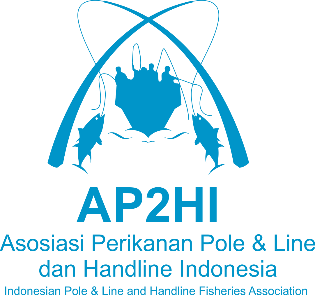 AP2HI
Asosiasi Perikanan Pole & Line
dan Handline Indonesia
Indonesian Pole & Line and Handline Fisheries Association